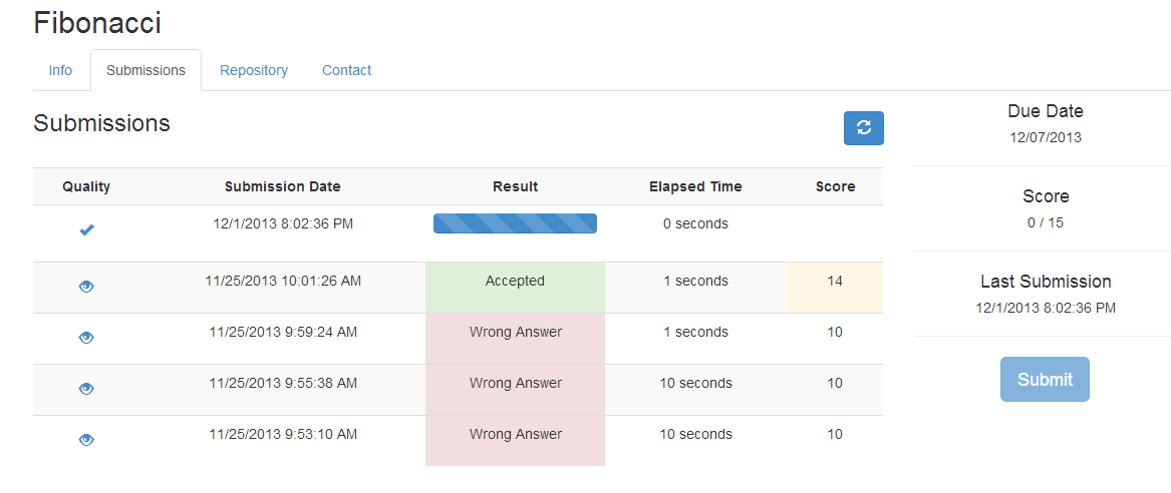 Fibonacci
Info Submissions Repository Contact
Submissions
Quality Submission Date Result Elapsed Time Score
12/1/2013 8:02:36 PM 0 seconds
11/25/2013 10:01:26 AM Accepted 1 seconds 14
11/25/2013 9:59:24 AM Wrong Answer 1 seconds 10
11/25/2013 9:55:38 AM Wrong Answer 10 seconds 10
11/25/2013 9:53:10 AM Wrong Answer 10 seconds 10
Due Date
12/07/2013
Score
0 / 15
Last Submission
12/1/2013 8:02:36 PM
Submit